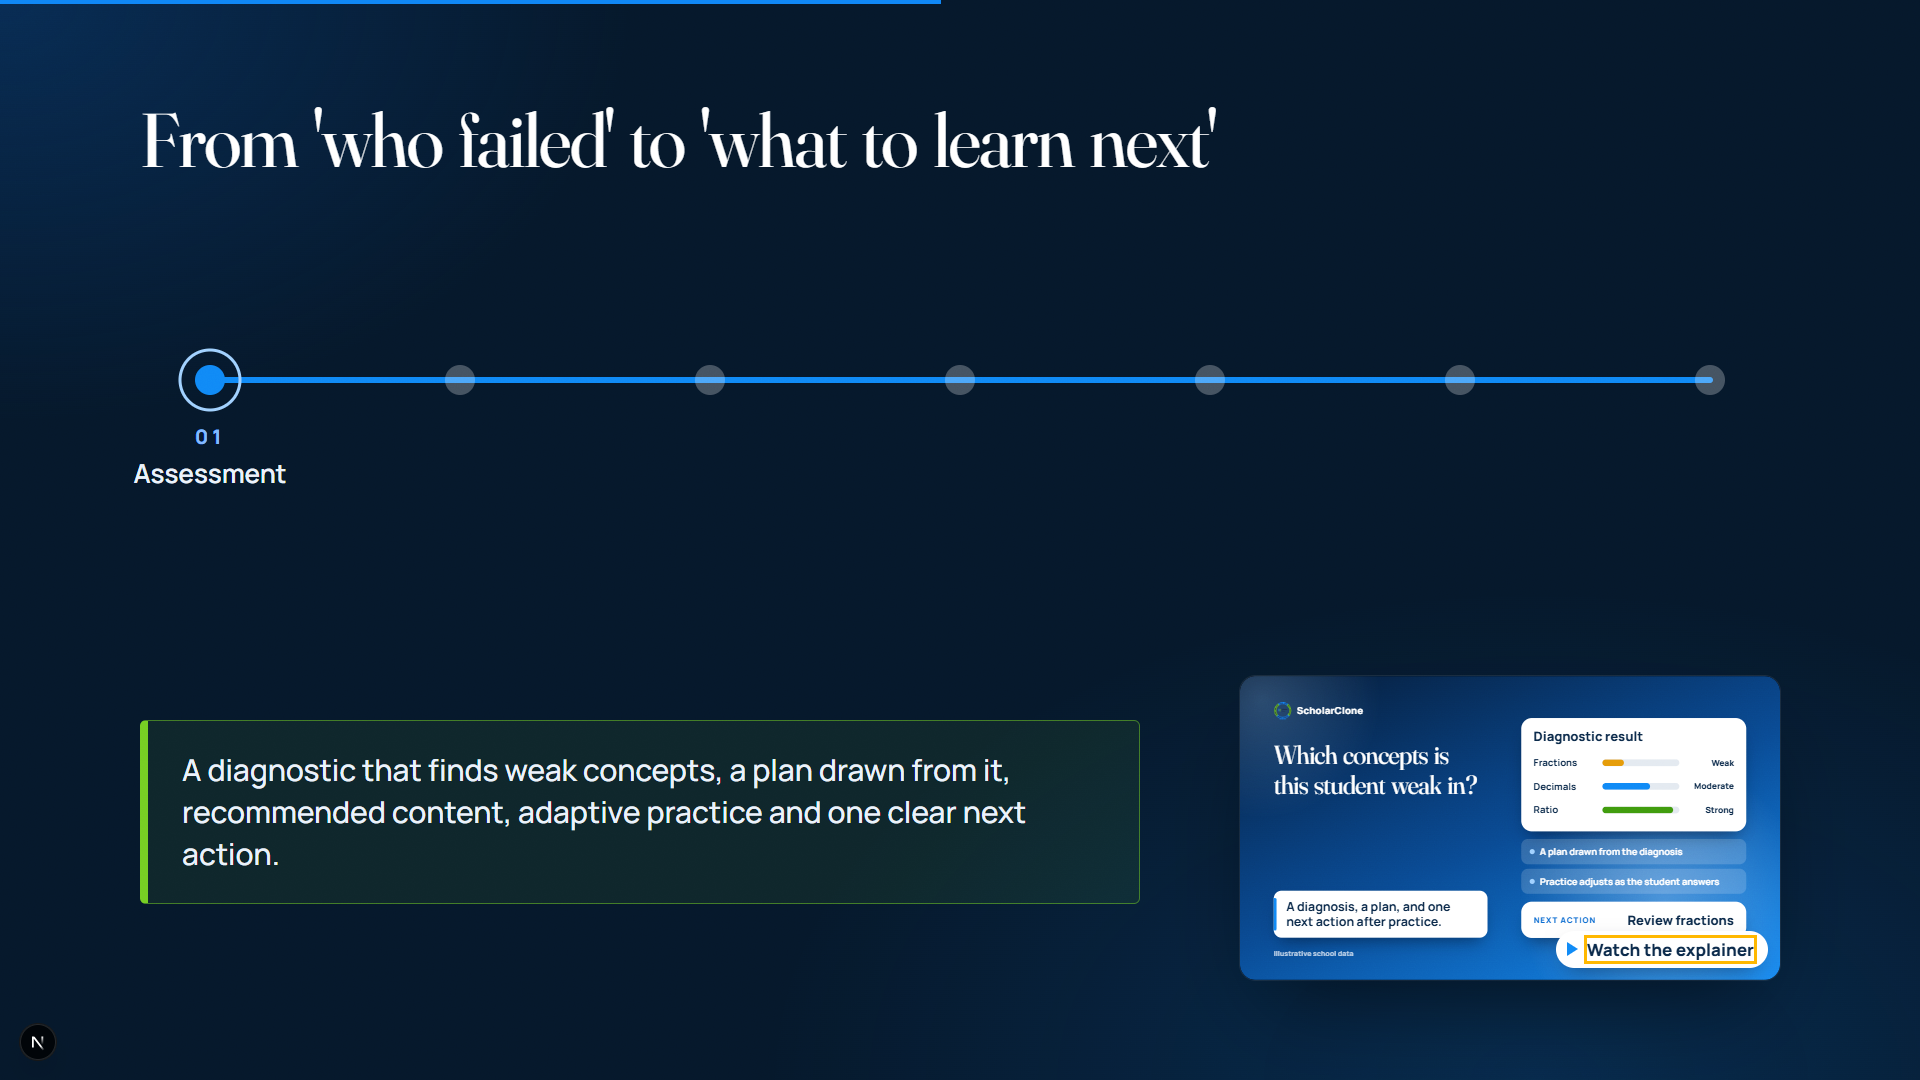 From 'who failed' to 'what to learn next'
01
Assessment
A diagnostic that finds weak concepts, a plan drawn from it,
recommended content, adaptive practice and one clear next
action.
ScholarClone
Which concepts is
this student weak in?
A diagnosis, a plan, and one
next action after practice.
Illustrative school data
Diagnostic result
Fractions Weak
Decimals Moderate
Ratio Strong
A plan drawn from the diagnosis
Practice adjusts as the student answers
NEXT ACTION Review fractions
Watch the explainer
N